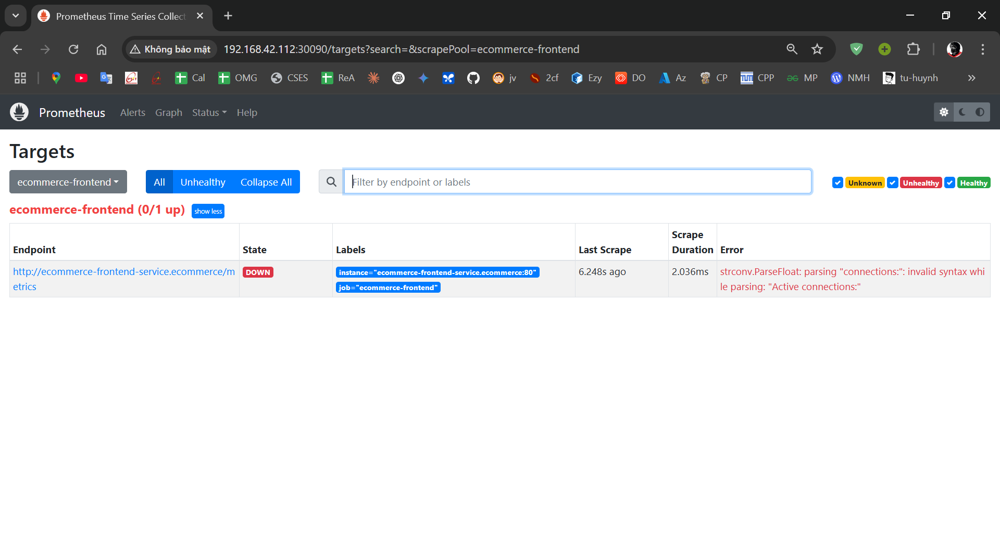 Prometheus Time Series Collect
Không bảo mật
192.168.42.112:30090/targets?search=&scrapePool=ecommerce-frontend
Cal
OMG
CSES
ReA
jv
2cf
Ezy
DO
Az
CP
CPP
MP
NMH
tu-huynh
Prometheus
Alerts
Graph
Status
Help
Targets
ecommerce-frontend
All
Unhealthy
Collapse All
Filter by endpoint or labels
Unknown
Unhealthy
Healthy
ecommerce-frontend (0/1 up)
show less
Endpoint
State
Labels
Last Scrape
Scrape
Duration
Error
http://ecommerce-frontend-service.ecommerce/m
etrics
DOWN
instance="ecommerce-frontend-service.ecommerce:80"
job="ecommerce-frontend"
6.248s ago
2.036ms
strconv.ParseFloat: parsing "connections:": invalid syntax whi
le parsing: "Active connections:"